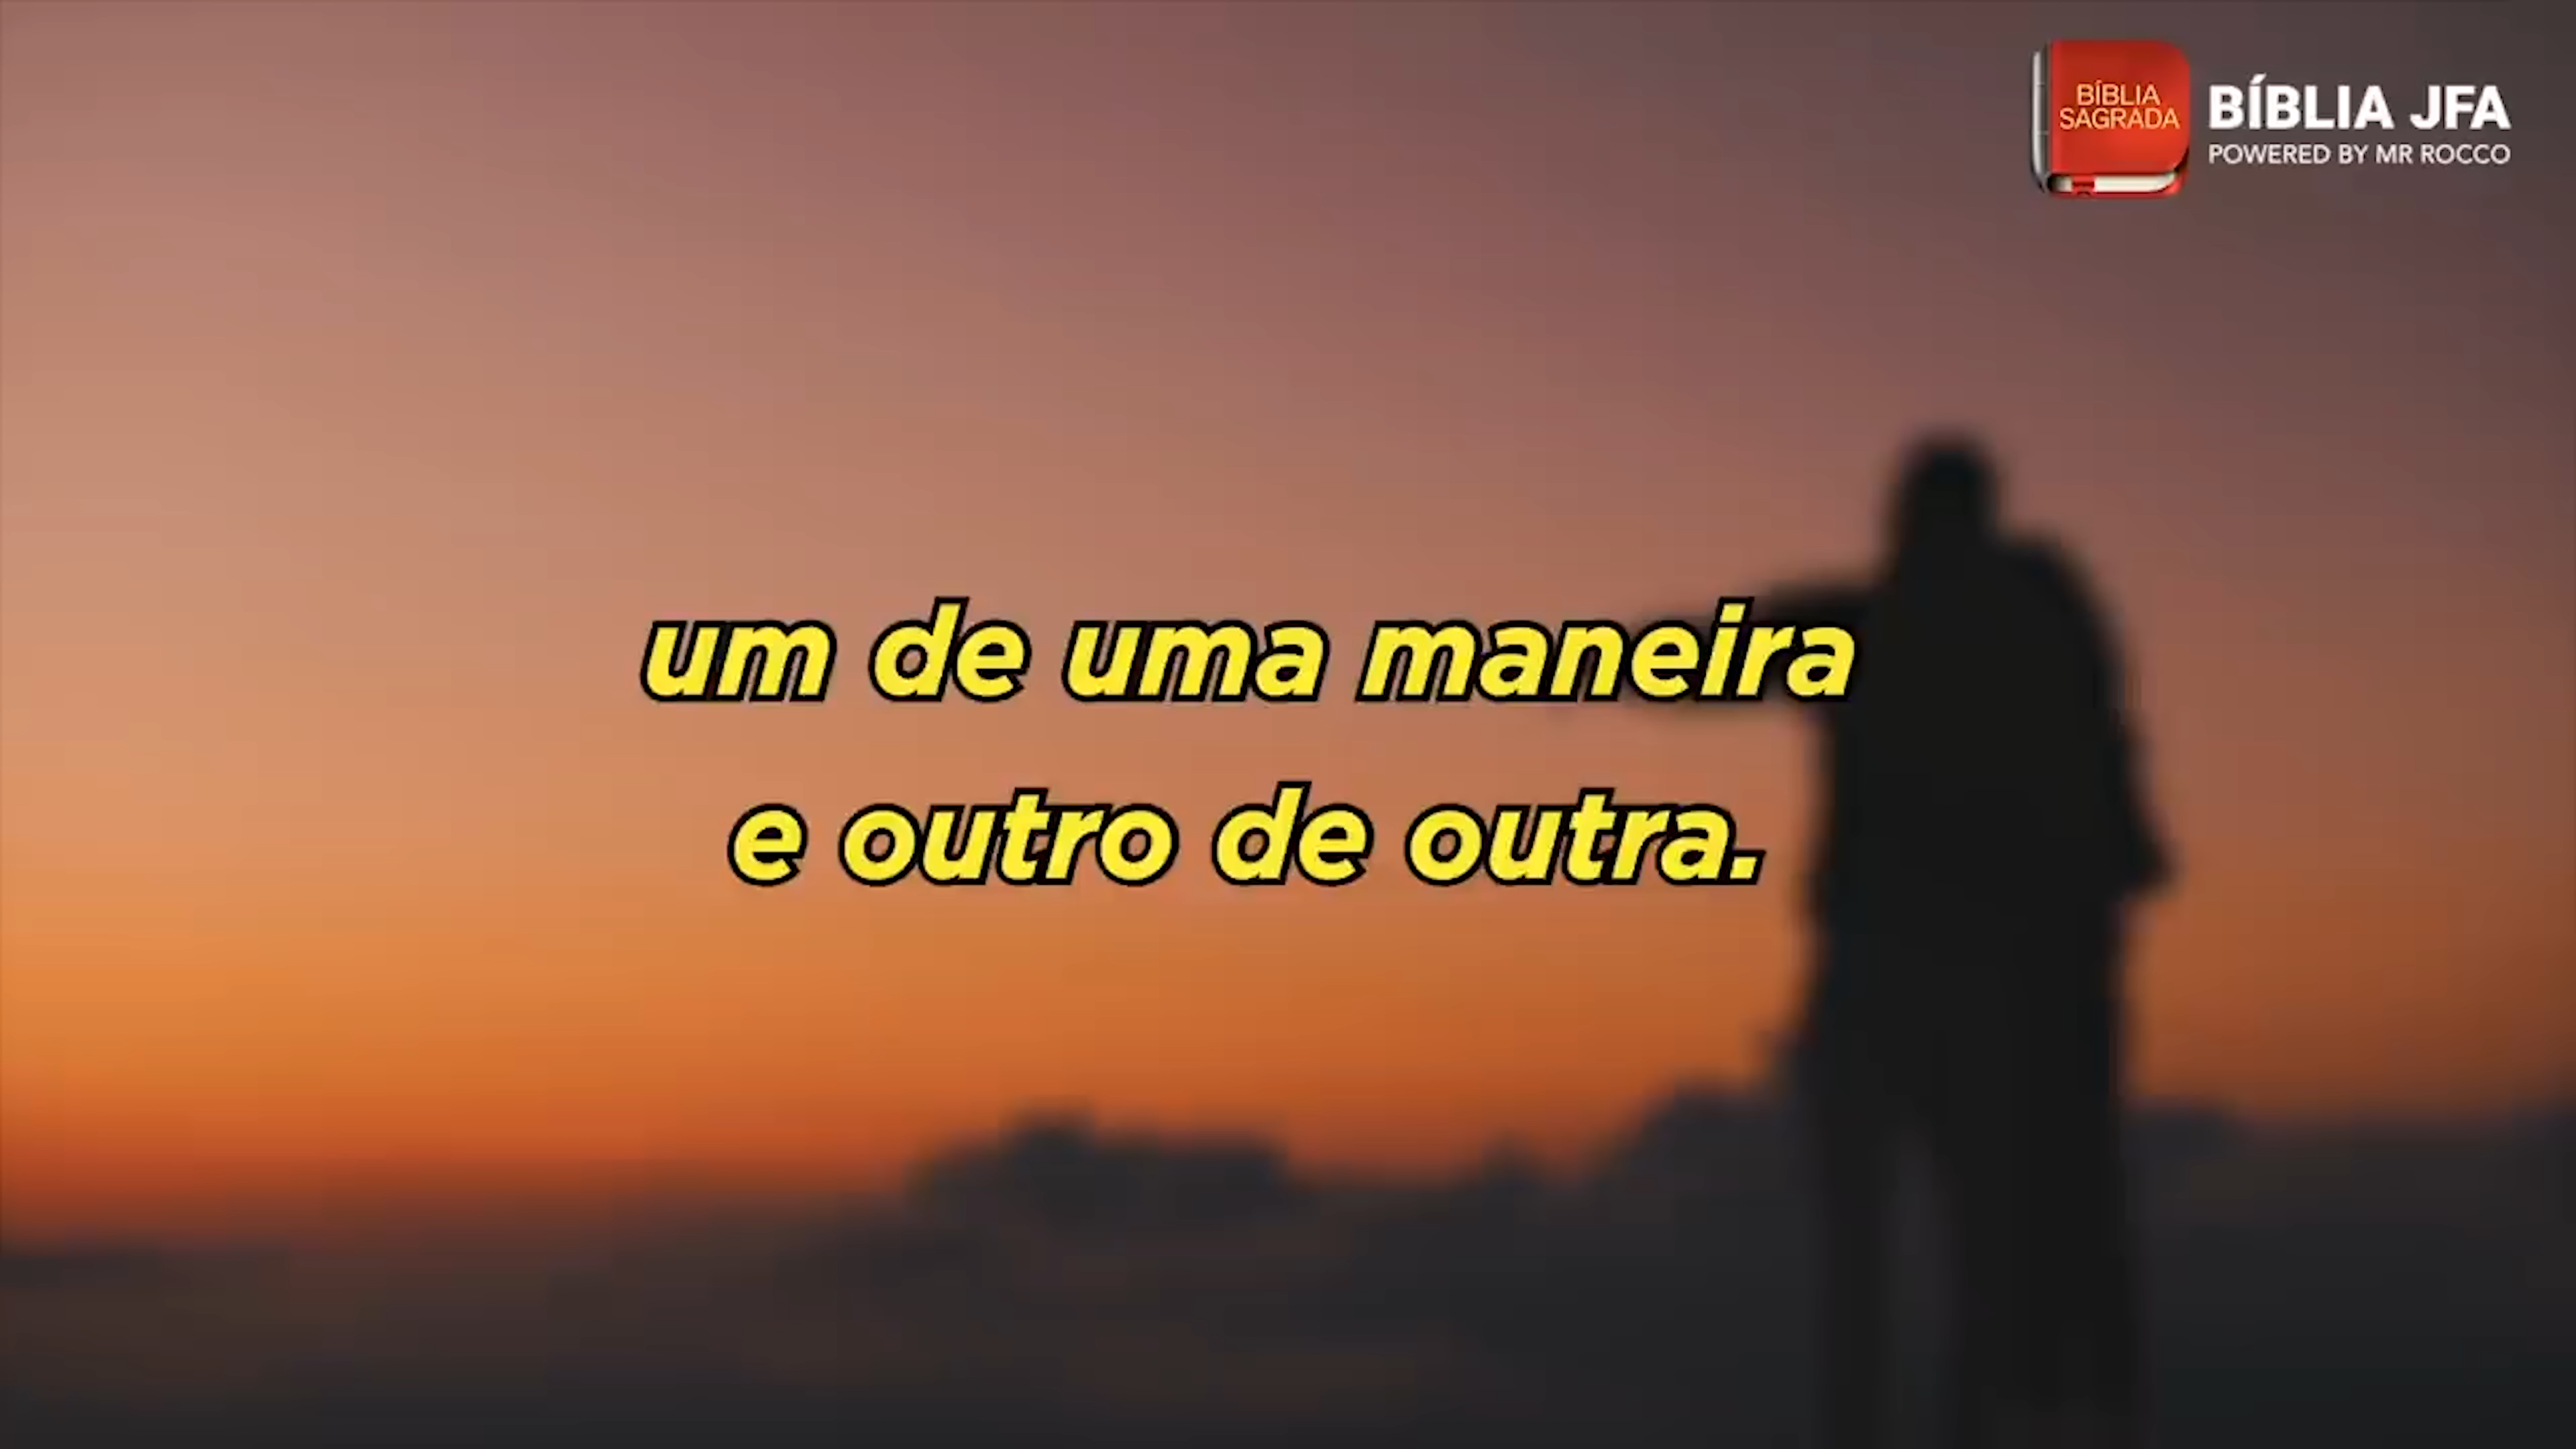 BÍBLIA
SAGRADA
BÍBLIA JFA
POWERED BY MR ROCCO
um de uma maneira
e outro de outra.